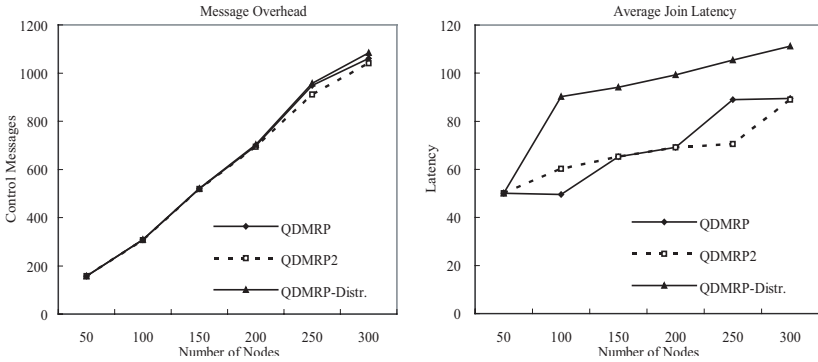 Message Overhead
1200
1000
800
600
400
200
0
Control Messages
50 100 150 200 250 300
Number of Nodes
QDMRP
QDMRP2
QDMRP-Distr.
Average Join Latency
120
100
80
60
40
20
0
Latency
50 100 150 200 250 300
Number of Nodes
QDMRP
QDMRP2
QDMRP-Distr.